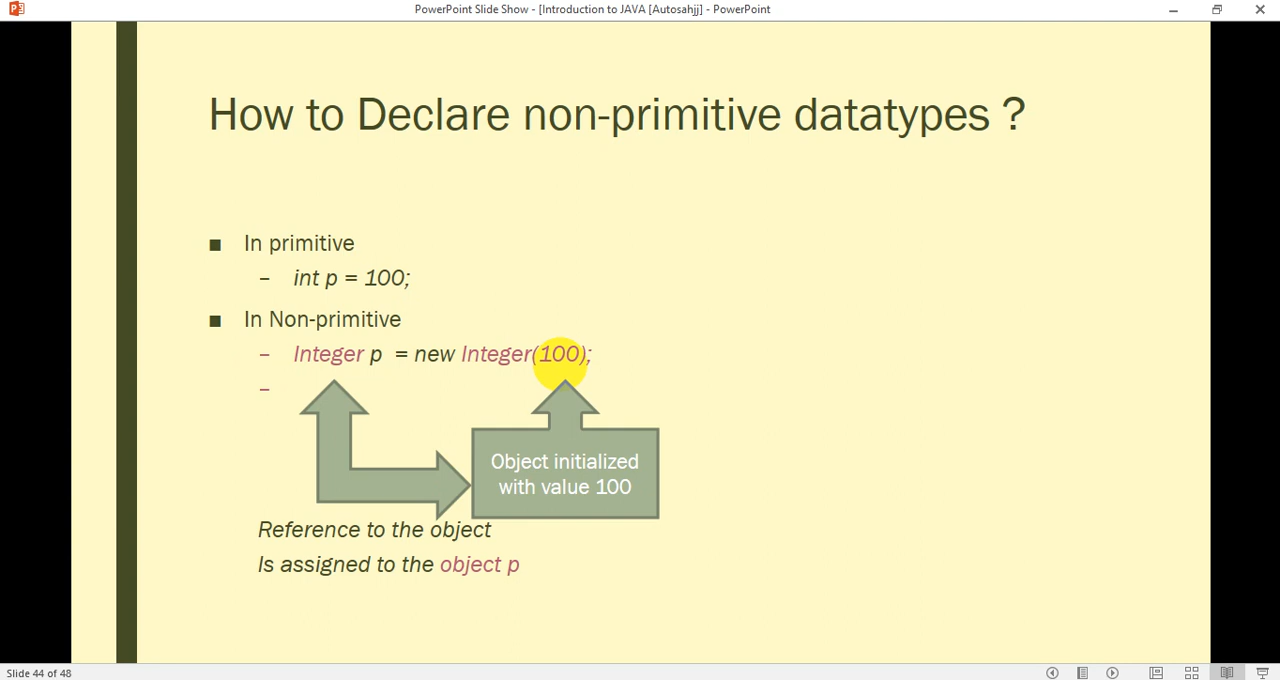 PowerPoint Slide Show - [Introduction to JAVA [Autosahjj] - PowerPoint
How to Declare non-primitive datatypes ?
■ In primitive
– int p = 100;
■ In Non-primitive
– Integer p = new Integer(100);
–
Object initialized
with value 100
Reference to the object
Is assigned to the object p
Slide 44 of 48